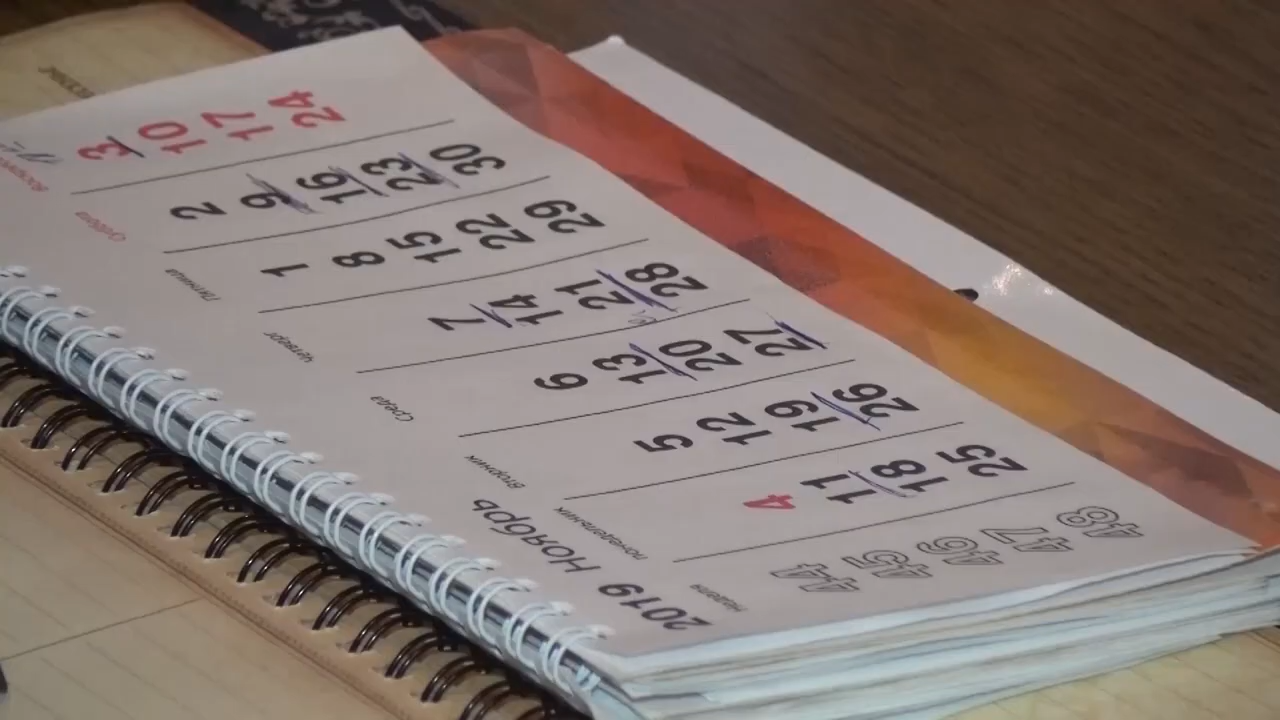 2019 Ноябрь
Недели 44 45 46 47 48
понедельник 4 11 18 25
Вторник 5 12 19 26
Среда 6 13 20 27
Четверг 7 14 21 28
Пятница 1 8 15 22 29
Суббота 2 9 16 23 30
Воскресенье 3 10 17 24